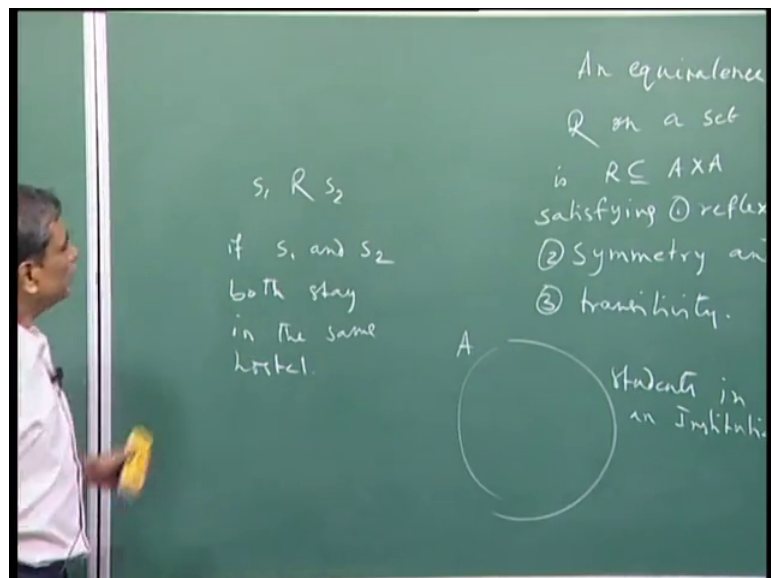 s₁ R s₂
if s₁ and s₂
both stay
in the same
hostel.
An equivalence
R on a set
is R ⊆ A×A
satisfying ① reflex
② Symmetry an
③ transitivity.
A
students in
an Institutio